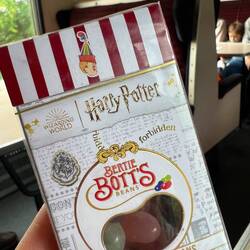 WIZARDING
WORLD
Harry Potter
forbidden
BERTIE
BOTT'S
BEANS